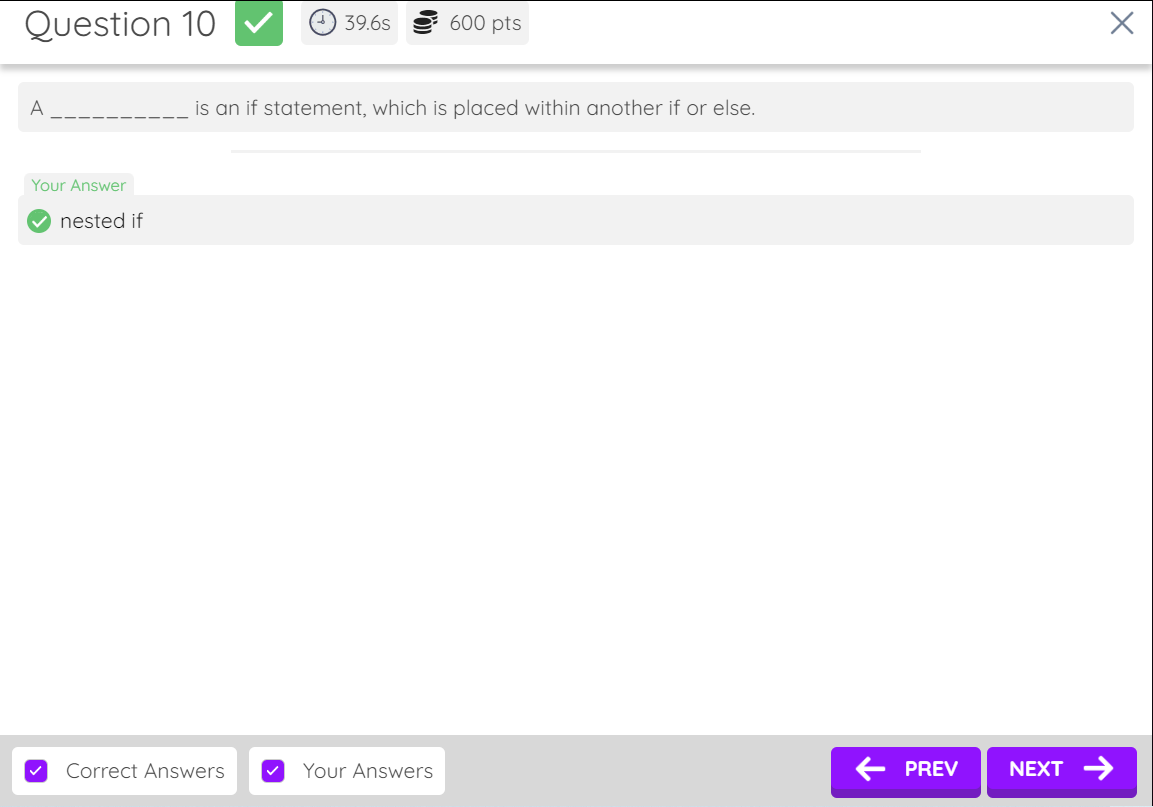 Question 10 39.6s 600 pts
A __________ is an if statement, which is placed within another if or else.
Your Answer
nested if
Correct Answers Your Answers PREV NEXT